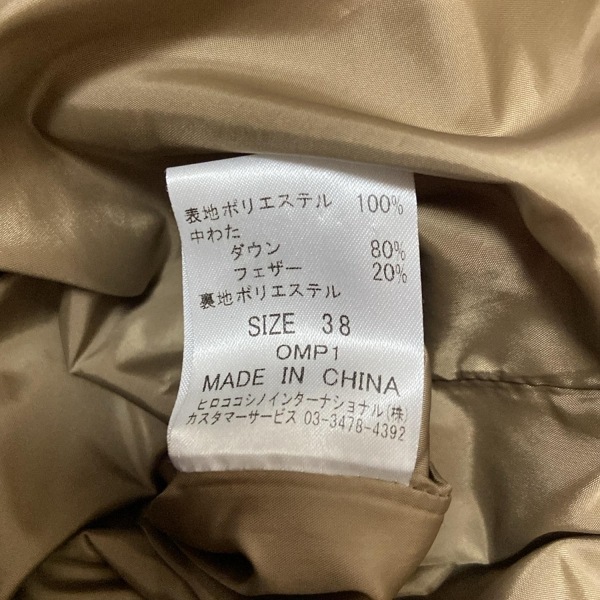 表地ポリエステル 100%
中わた
ダウン 80%
フェザー 20%
裏地ポリエステル
SIZE 38
OMP1
MADE IN CHINA
ヒロココシノインターナショナル(株)
カスタマーサービス 03-3478-4392